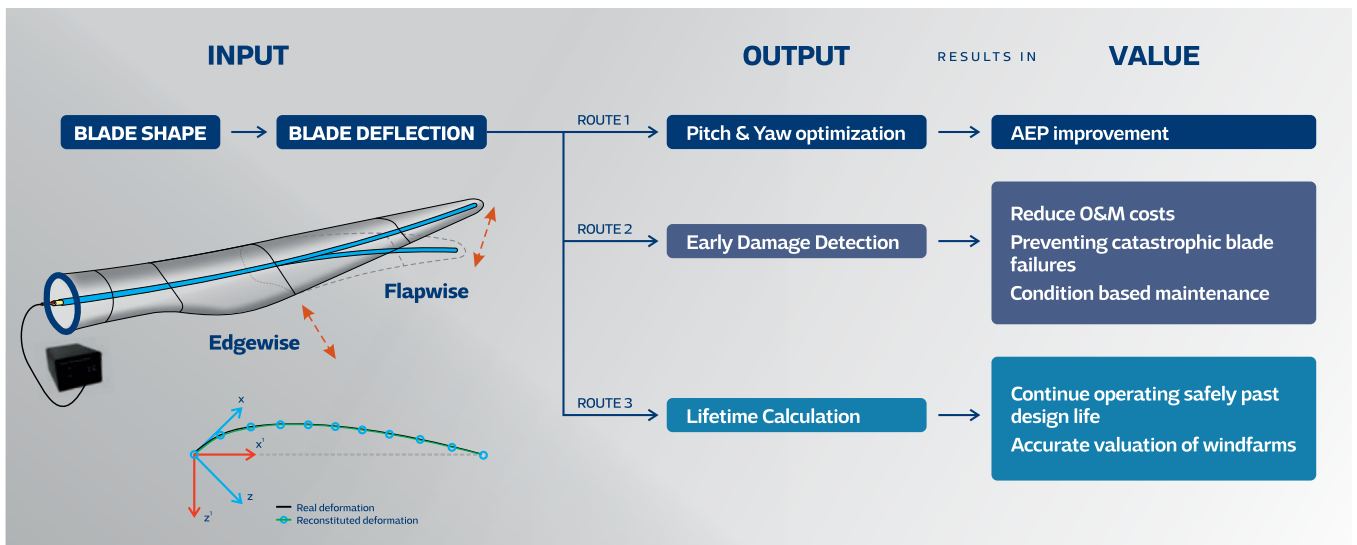 INPUT
OUTPUT
RESULTS IN
VALUE
BLADE SHAPE
BLADE DEFLECTION
ROUTE 1
Pitch & Yaw optimization
AEP improvement
ROUTE 2
Early Damage Detection
Reduce O&M costs
Preventing catastrophic blade
failures
Condition based maintenance
Flapwise
Edgewise
ROUTE 3
Lifetime Calculation
Continue operating safely past
design life
Accurate valuation of windfarms
x
x¹
z
z¹
Real deformation
Reconstituted deformation